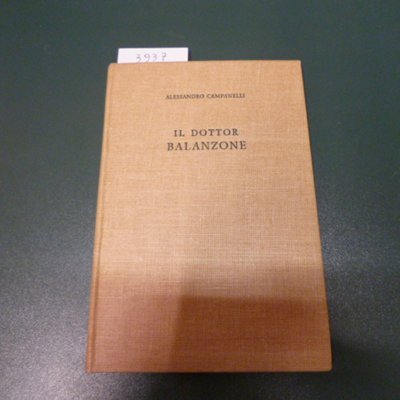 3937
ALESSANDRO CAMPANELLI
IL DOTTOR
BALANZONE